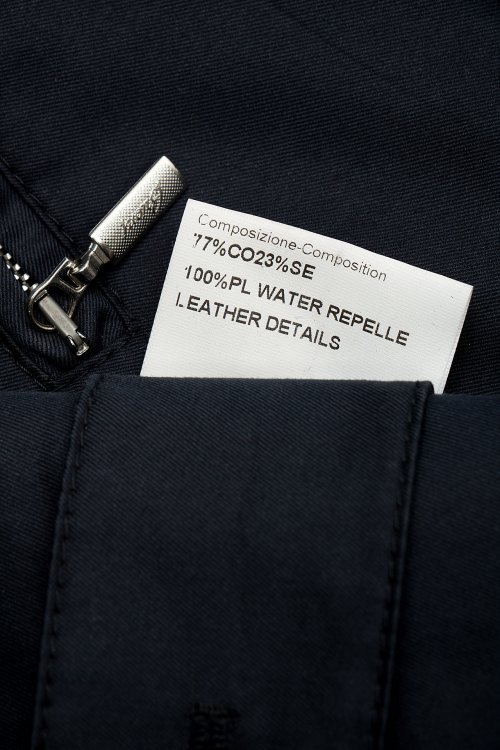 Composizione-Composition
77%CO23%SE
100%PL WATER REPELLE
LEATHER DETAILS